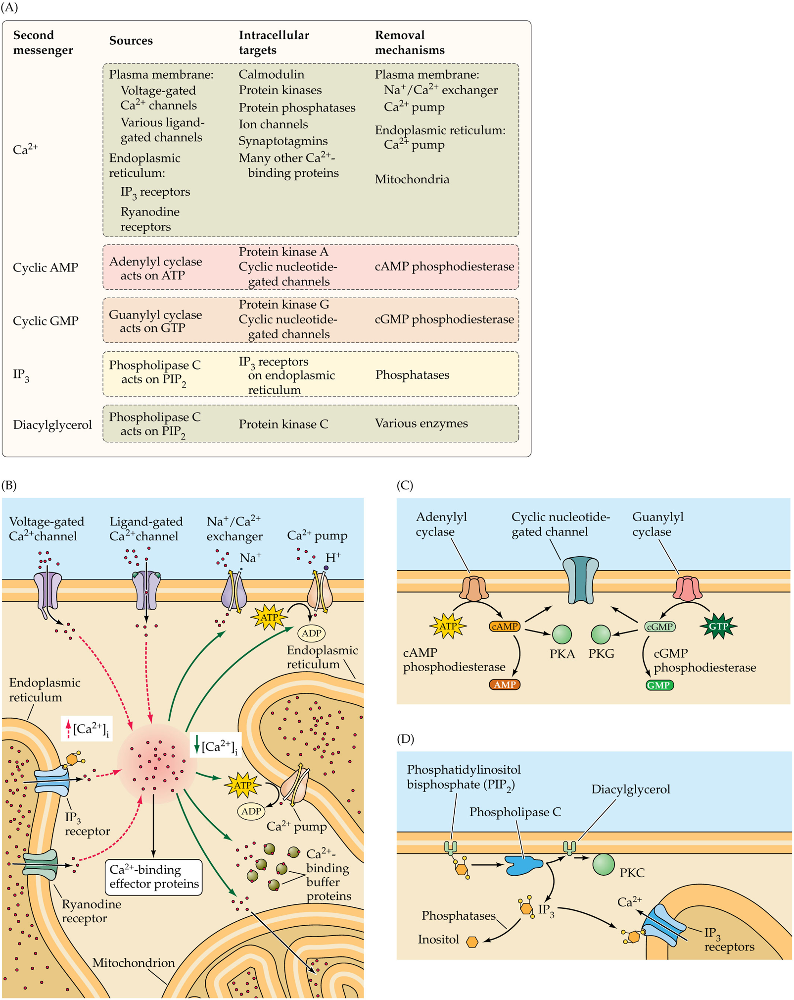 (A)
Second
messenger
Sources
Intracellular
targets
Removal
mechanisms
Ca²⁺
Plasma membrane:
Voltage-gated
Ca²⁺ channels
Various ligand-
gated channels
Endoplasmic
reticulum:
IP₃ receptors
Ryanodine
receptors
Calmodulin
Protein kinases
Protein phosphatases
Ion channels
Synaptotagmins
Many other Ca²⁺-
binding proteins
Plasma membrane:
Na⁺/Ca²⁺ exchanger
Ca²⁺ pump
Endoplasmic reticulum:
Ca²⁺ pump
Mitochondria
Cyclic AMP
Adenylyl cyclase
acts on ATP
Protein kinase A
Cyclic nucleotide-
gated channels
cAMP phosphodiesterase
Cyclic GMP
Guanylyl cyclase
acts on GTP
Protein kinase G
Cyclic nucleotide-
gated channels
cGMP phosphodiesterase
IP₃
Phospholipase C
acts on PIP₂
IP₃ receptors
on endoplasmic
reticulum
Phosphatases
Diacylglycerol
Phospholipase C
acts on PIP₂
Protein kinase C
Various enzymes
(B)
Voltage-gated
Ca²⁺channel
Ligand-gated
Ca²⁺channel
Na⁺/Ca²⁺
exchanger
Ca²⁺ pump
Na⁺
H⁺
ATP
ADP
Endoplasmic
reticulum
Endoplasmic
reticulum
[Ca²⁺]ᵢ
[Ca²⁺]ᵢ
ATP
ADP
Ca²⁺ pump
IP₃
receptor
Ca²⁺-binding
effector proteins
Ca²⁺-
binding
buffer
proteins
Ryanodine
receptor
Mitochondrion
(C)
Adenylyl
cyclase
Cyclic nucleotide-
gated channel
Guanylyl
cyclase
ATP
cAMP
cGMP
GTP
PKA
PKG
cAMP
phosphodiesterase
cGMP
phosphodiesterase
AMP
GMP
(D)
Phosphatidylinositol
bisphosphate (PIP₂)
Diacylglycerol
Phospholipase C
PKC
IP₃
Ca²⁺
Phosphatases
Inositol
IP₃
receptors